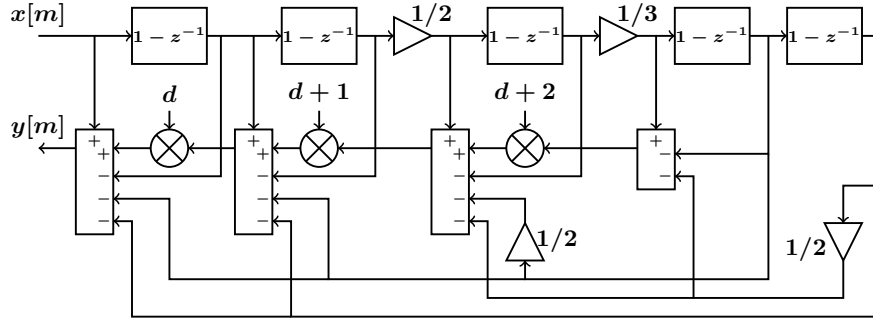 x[m] 1 − z⁻¹ 1 − z⁻¹ 1/2 1 − z⁻¹ 1/3 1 − z⁻¹ 1 − z⁻¹
d d + 1 d + 2
y[m] + + + +
+ + + −
− − − −
− − −
− − −
1/2 1/2